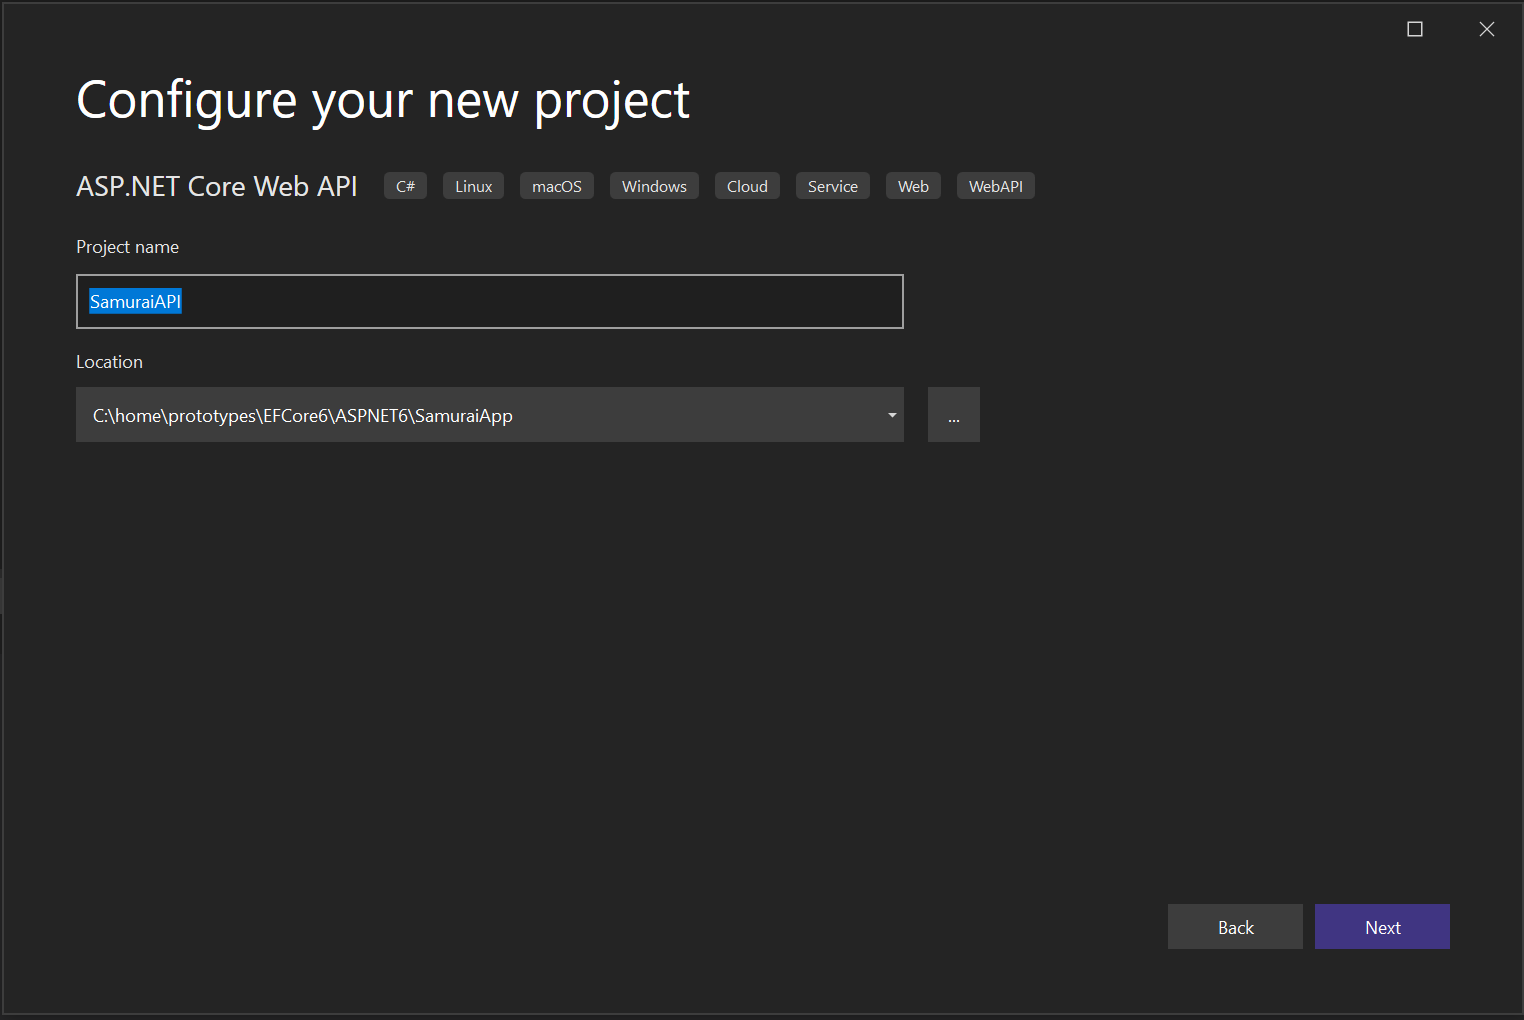 Configure your new project
ASP.NET Core Web API C# Linux macOS Windows Cloud Service Web WebAPI
Project name
SamuraiAPI
Location
C:\home\prototypes\EFCore6\ASPNET6\SamuraiApp ...
Back Next